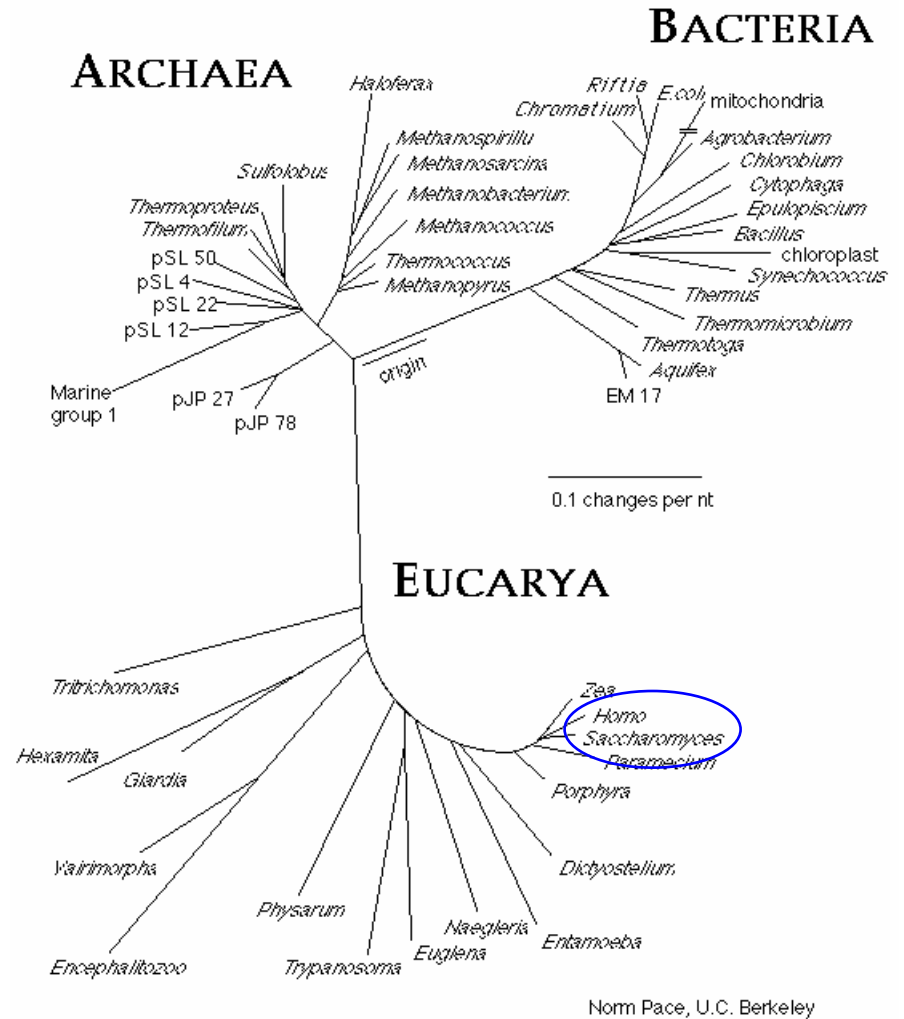 BACTERIA
ARCHAEA
Haloferax
Riftia
E.coli
Chromatium
mitochondria
Methanospirillu
Agrobacterium
Methanosarcina
Chlorobium
Sulfolobus
Methanobacterium
Cytophaga
Thermoproteus
Epulopiscium
Thermofilum
Methanococcus
Bacillus
pSL 50
Thermococcus
chloroplast
pSL 4
Methanopyrus
Synechococcus
pSL 22
Thermus
pSL 12
Thermomicrobium
Thermotoga
origin
Aquifex
Marine
group 1
pJP 27
EM 17
pJP 78
0.1 changes per nt
EUCARYA
Tritrichomonas
Zea
Homo
Saccharomyces
Paramecium
Hexamita
Giardia
Porphyra
Vairimorpha
Dictyostelium
Physarum
Naegleria
Entamoeba
Euglena
Encephalitozoo
Trypanosoma
Norm Pace, U.C. Berkeley